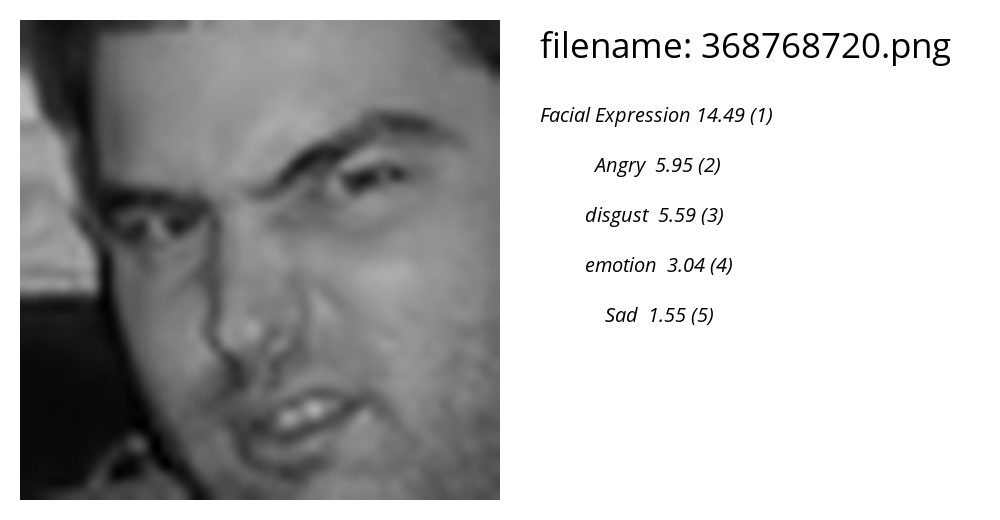 filename: 368768720.png
Facial Expression 14.49 (1)
Angry 5.95 (2)
disgust 5.59 (3)
emotion 3.04 (4)
Sad 1.55 (5)